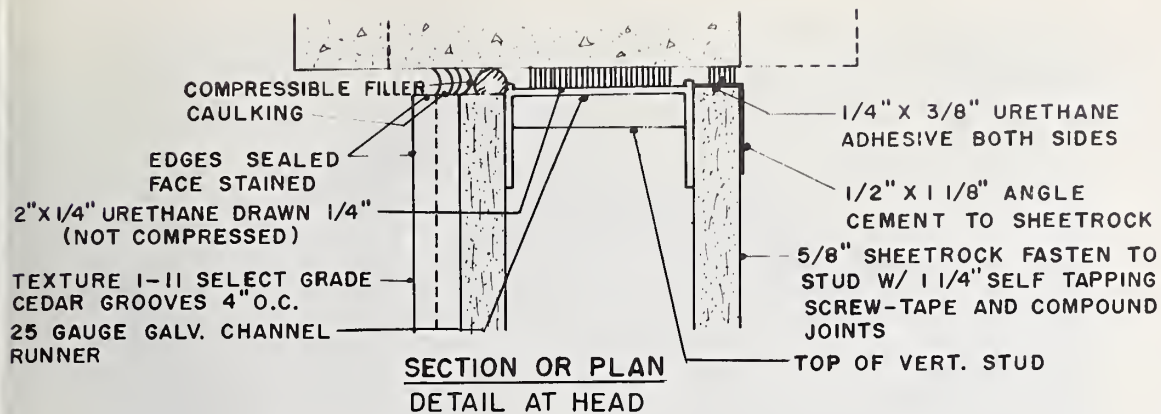 COMPRESSIBLE FILLER
CAULKING
EDGES SEALED
FACE STAINED
2"X 1/4" URETHANE DRAWN 1/4"
(NOT COMPRESSED)
TEXTURE 1-11 SELECT GRADE
CEDAR GROOVES 4" O.C.
25 GAUGE GALV. CHANNEL
RUNNER
1/4" X 3/8" URETHANE
ADHESIVE BOTH SIDES
1/2" X 1 1/8" ANGLE
CEMENT TO SHEETROCK
5/8" SHEETROCK FASTEN TO
STUD W/ 1 1/4" SELF TAPPING
SCREW-TAPE AND COMPOUND
JOINTS
TOP OF VERT. STUD
SECTION OR PLAN
DETAIL AT HEAD